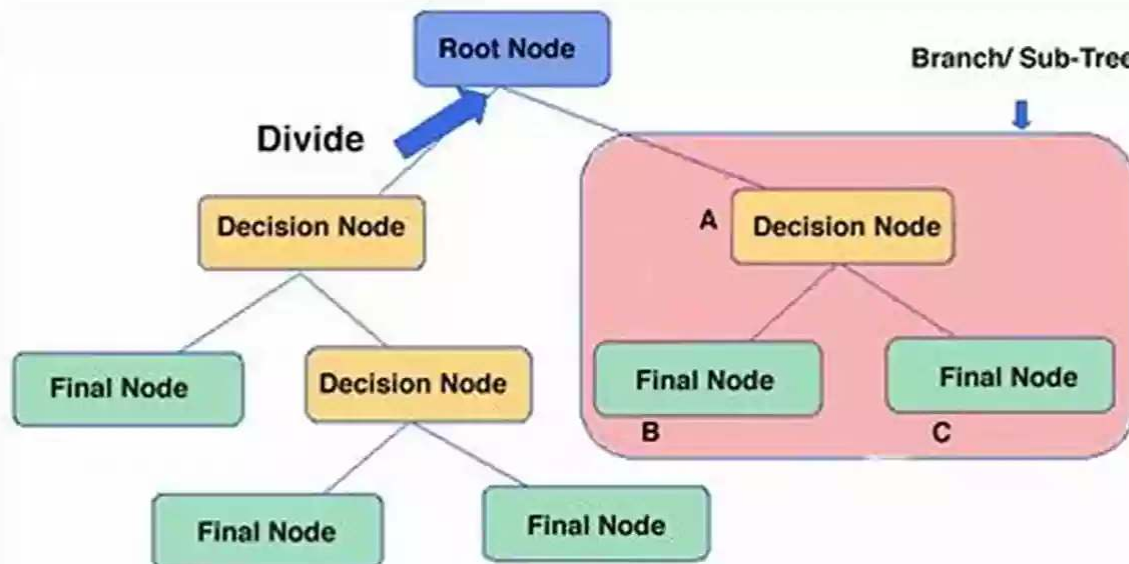 Root Node
Branch/ Sub-Tree
Divide
Decision Node
A
Decision Node
Final Node
Decision Node
Final Node
Final Node
B
C
Final Node
Final Node